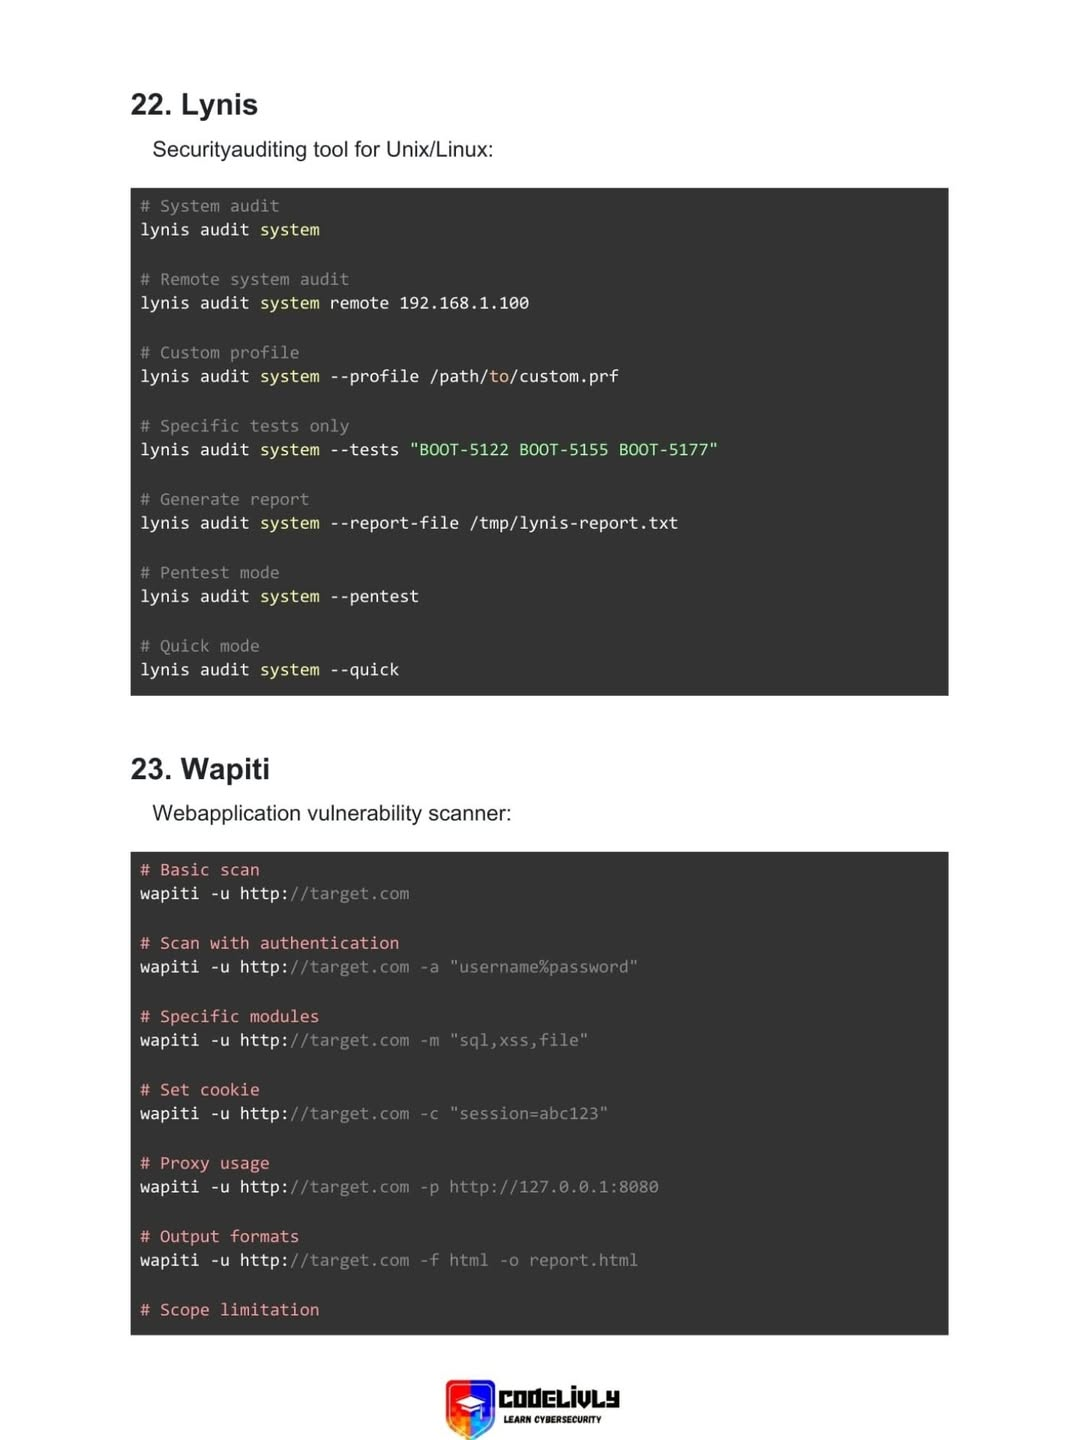 22. Lynis
Securityauditing tool for Unix/Linux:
# System audit
lynis audit system
# Remote system audit
lynis audit system remote 192.168.1.100
# Custom profile
lynis audit system --profile /path/to/custom.prf
# Specific tests only
lynis audit system --tests "BOOT-5122 BOOT-5155 BOOT-5177"
# Generate report
lynis audit system --report-file /tmp/lynis-report.txt
# Pentest mode
lynis audit system --pentest
# Quick mode
lynis audit system --quick
23. Wapiti
Webapplication vulnerability scanner:
# Basic scan
wapiti -u http://target.com
# Scan with authentication
wapiti -u http://target.com -a "username%password"
# Specific modules
wapiti -u http://target.com -m "sql,xss,file"
# Set cookie
wapiti -u http://target.com -c "session=abc123"
# Proxy usage
wapiti -u http://target.com -p http://127.0.0.1:8080
# Output formats
wapiti -u http://target.com -f html -o report.html
# Scope limitation
CODELIVLY
LEARN CYBERSECURITY